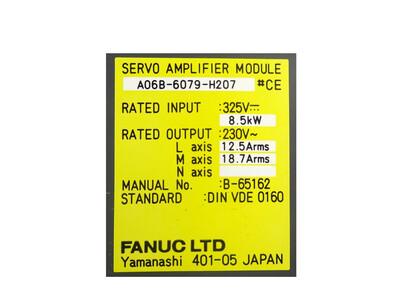 SERVO AMPLIFIER MODULE
A06B-6079-H207 #CE
RATED INPUT :325V⎓
8.5kW
RATED OUTPUT :230V~
L axis 12.5Arms
M axis 18.7Arms
N axis
MANUAL No. :B-65162
STANDARD :DIN VDE 0160
FANUC LTD
Yamanashi 401-05 JAPAN